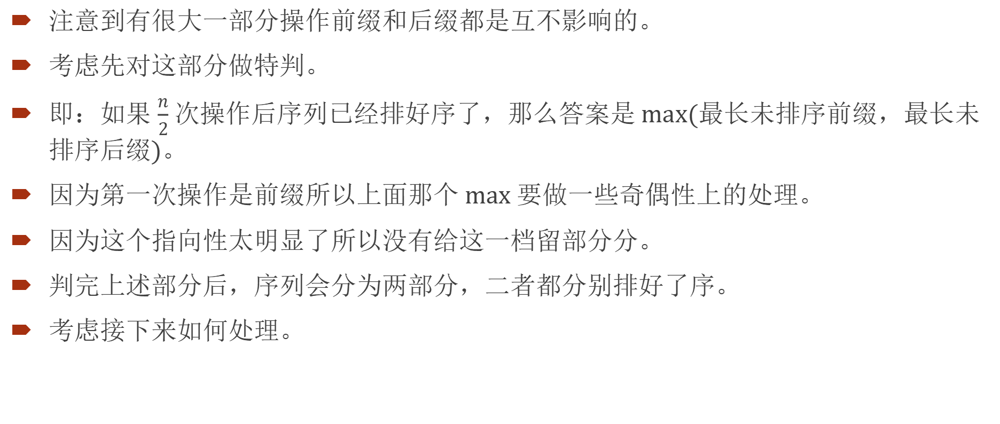 注意到有很大一部分操作前缀和后缀都是互不影响的。
考虑先对这部分做特判。
即：如果 n/2 次操作后序列已经排好序了，那么答案是 max(最长未排序前缀，最长未
排序后缀)。
因为第一次操作是前缀所以上面那个 max 要做一些奇偶性上的处理。
因为这个指向性太明显了所以没有给这一档留部分分。
判完上述部分后，序列会分为两部分，二者都分别排好了序。
考虑接下来如何处理。